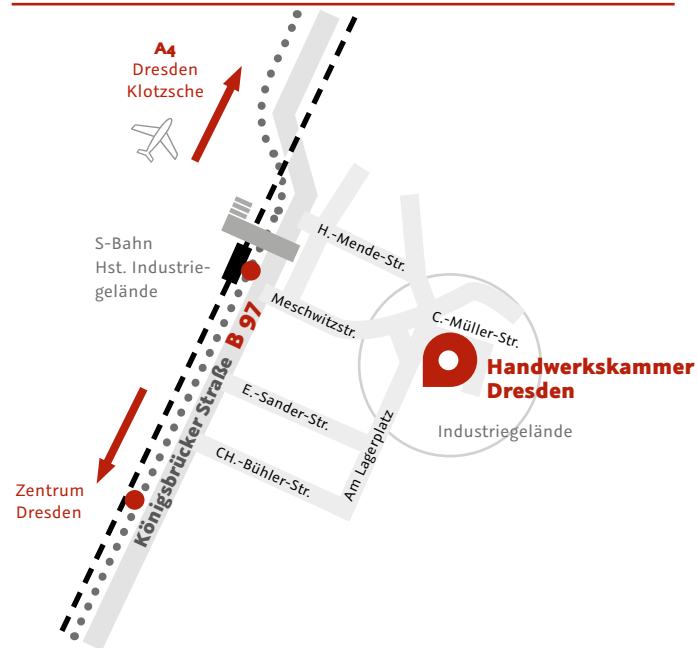 A4
Dresden
Klotzsche
S-Bahn
Hst. Industrie-
gelände
H.-Mende-Str.
Meschwitzstr.
C.-Müller-Str.
Handwerkskammer
Dresden
Industriegelände
Königsbrücker Straße B 97
E.-Sander-Str.
CH.-Bühler-Str.
Am Lagerplatz
Zentrum
Dresden